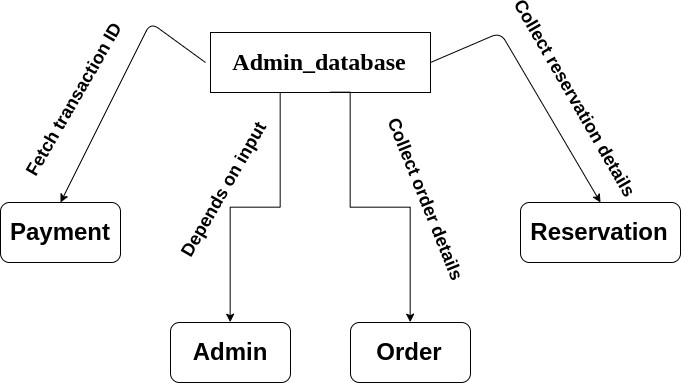 Admin_database
Fetch transaction ID
Depends on input
Collect order details
Collect reservation details
Payment
Reservation
Admin
Order